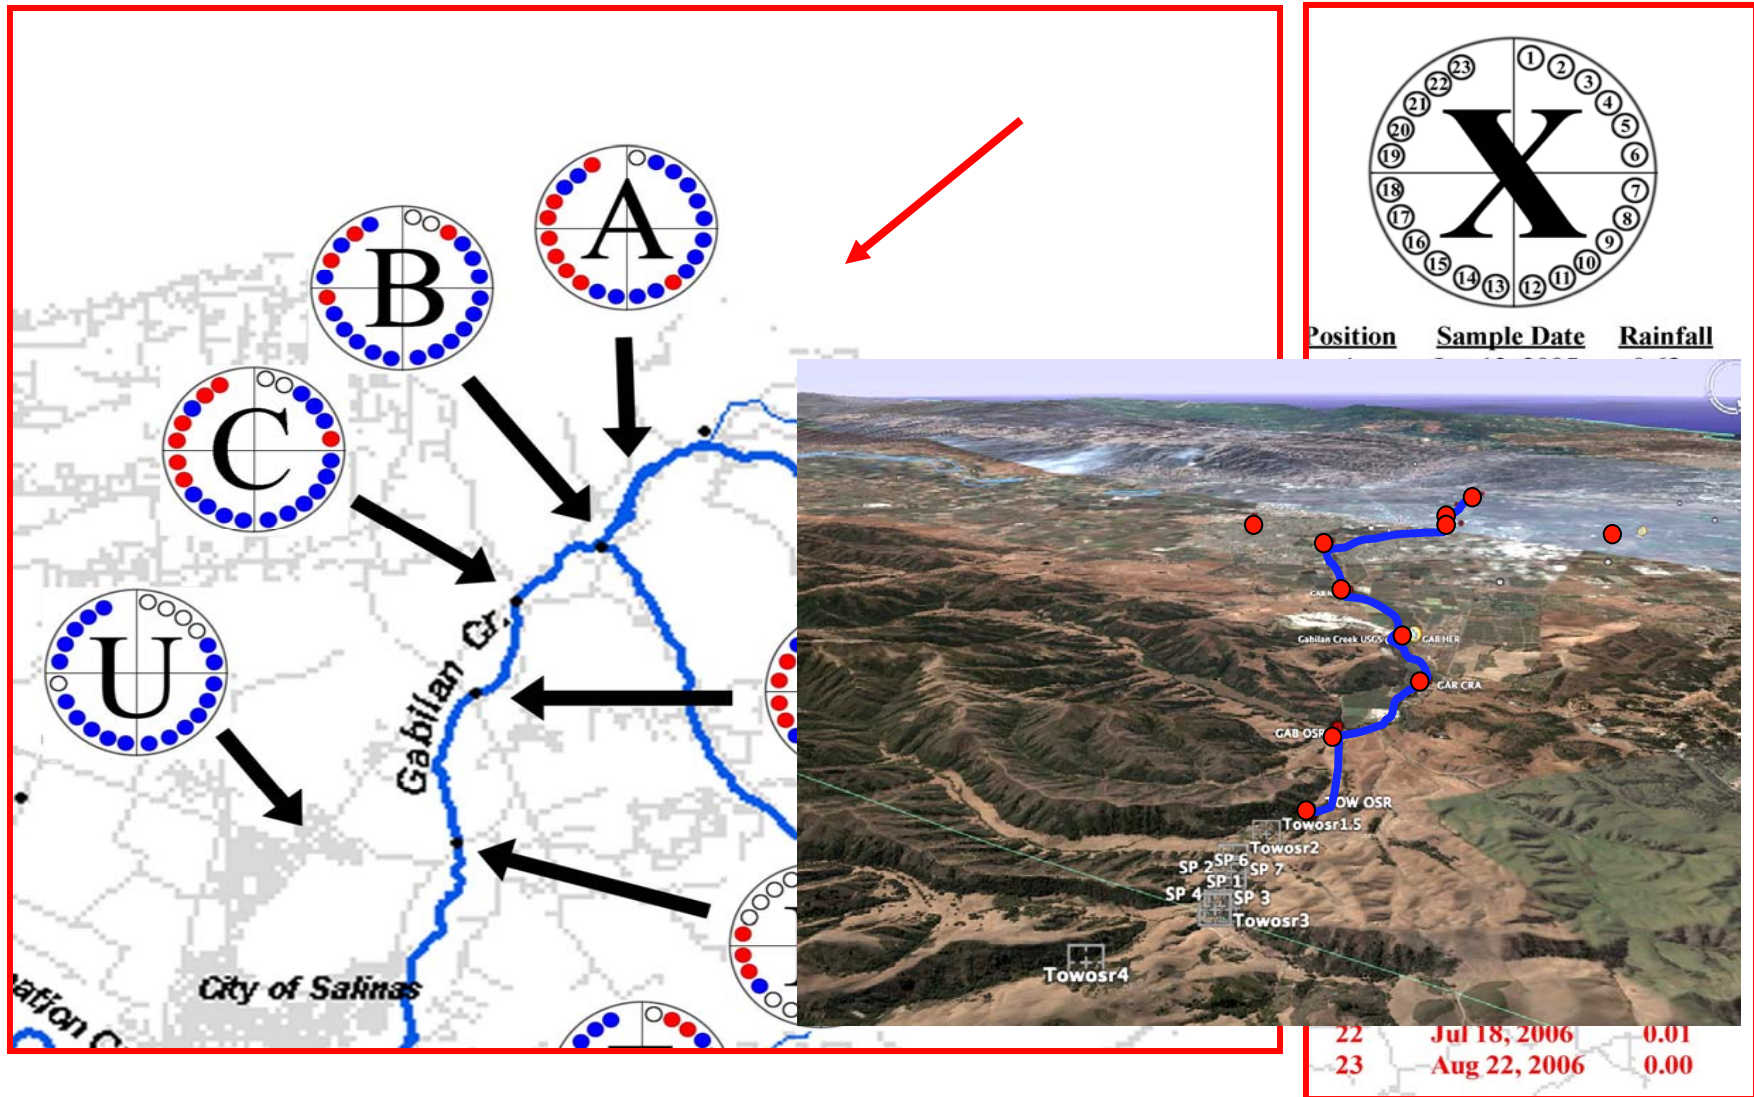 A
B
C
U
Gabilan Cr.
City of Salinas
X
1
2
3
4
5
6
7
8
9
10
11
12
13
14
15
16
17
18
19
20
21
22
23
Position Sample Date Rainfall
GAB HER
Gabilan Creek USGS
GAB CRA
GAB OSR
TOW OSR
Towosr1.5
Towosr2
SP 6
SP 2
SP 7
SP 1
SP 4
SP 3
Towosr3
Towosr4
22 Jul 18, 2006 0.01
23 Aug 22, 2006 0.00